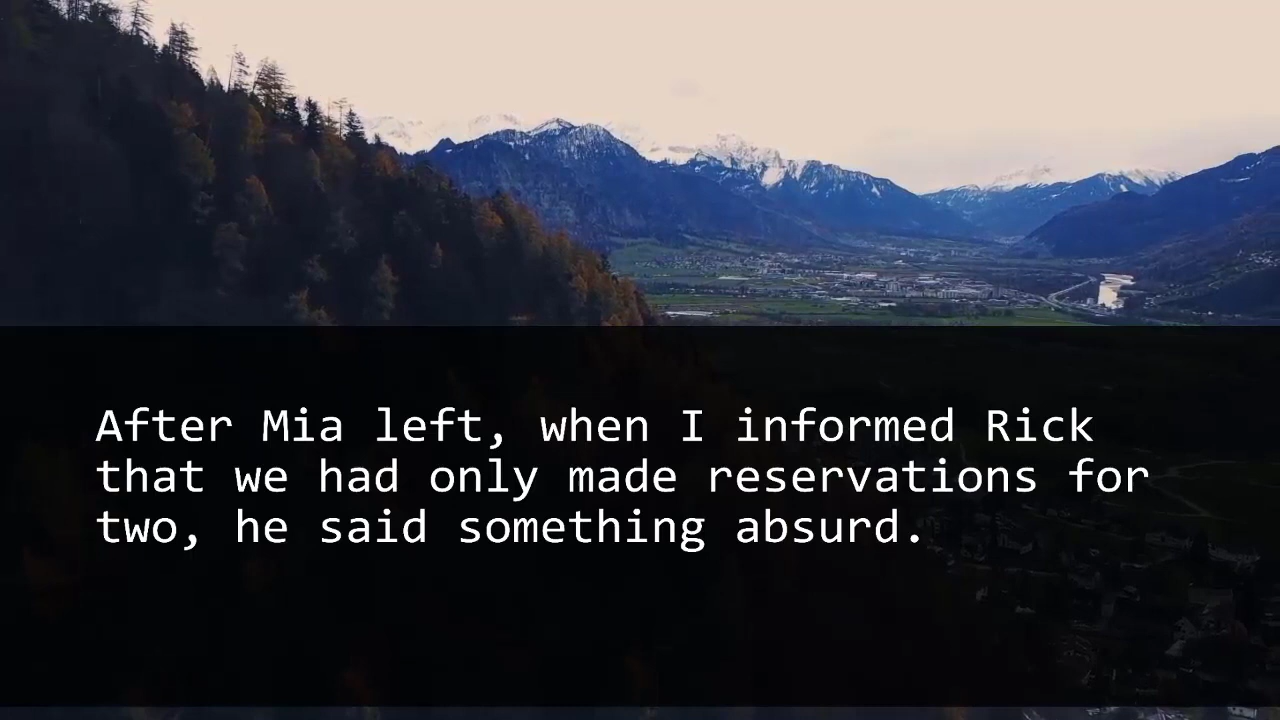 After Mia left, when I informed Rick
that we had only made reservations for
two, he said something absurd.